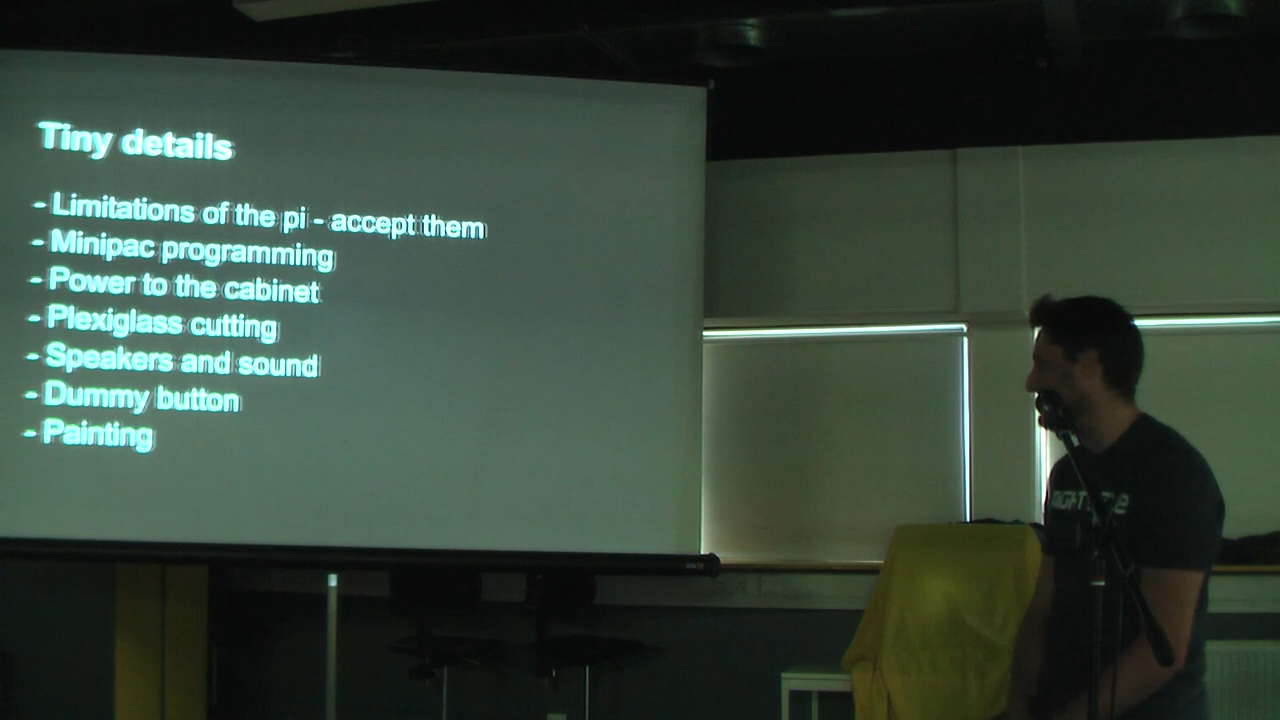 Tiny details
- Limitations of the pi - accept them
- Minipac programming
- Power to the cabinet
- Plexiglass cutting
- Speakers and sound
- Dummy button
- Painting